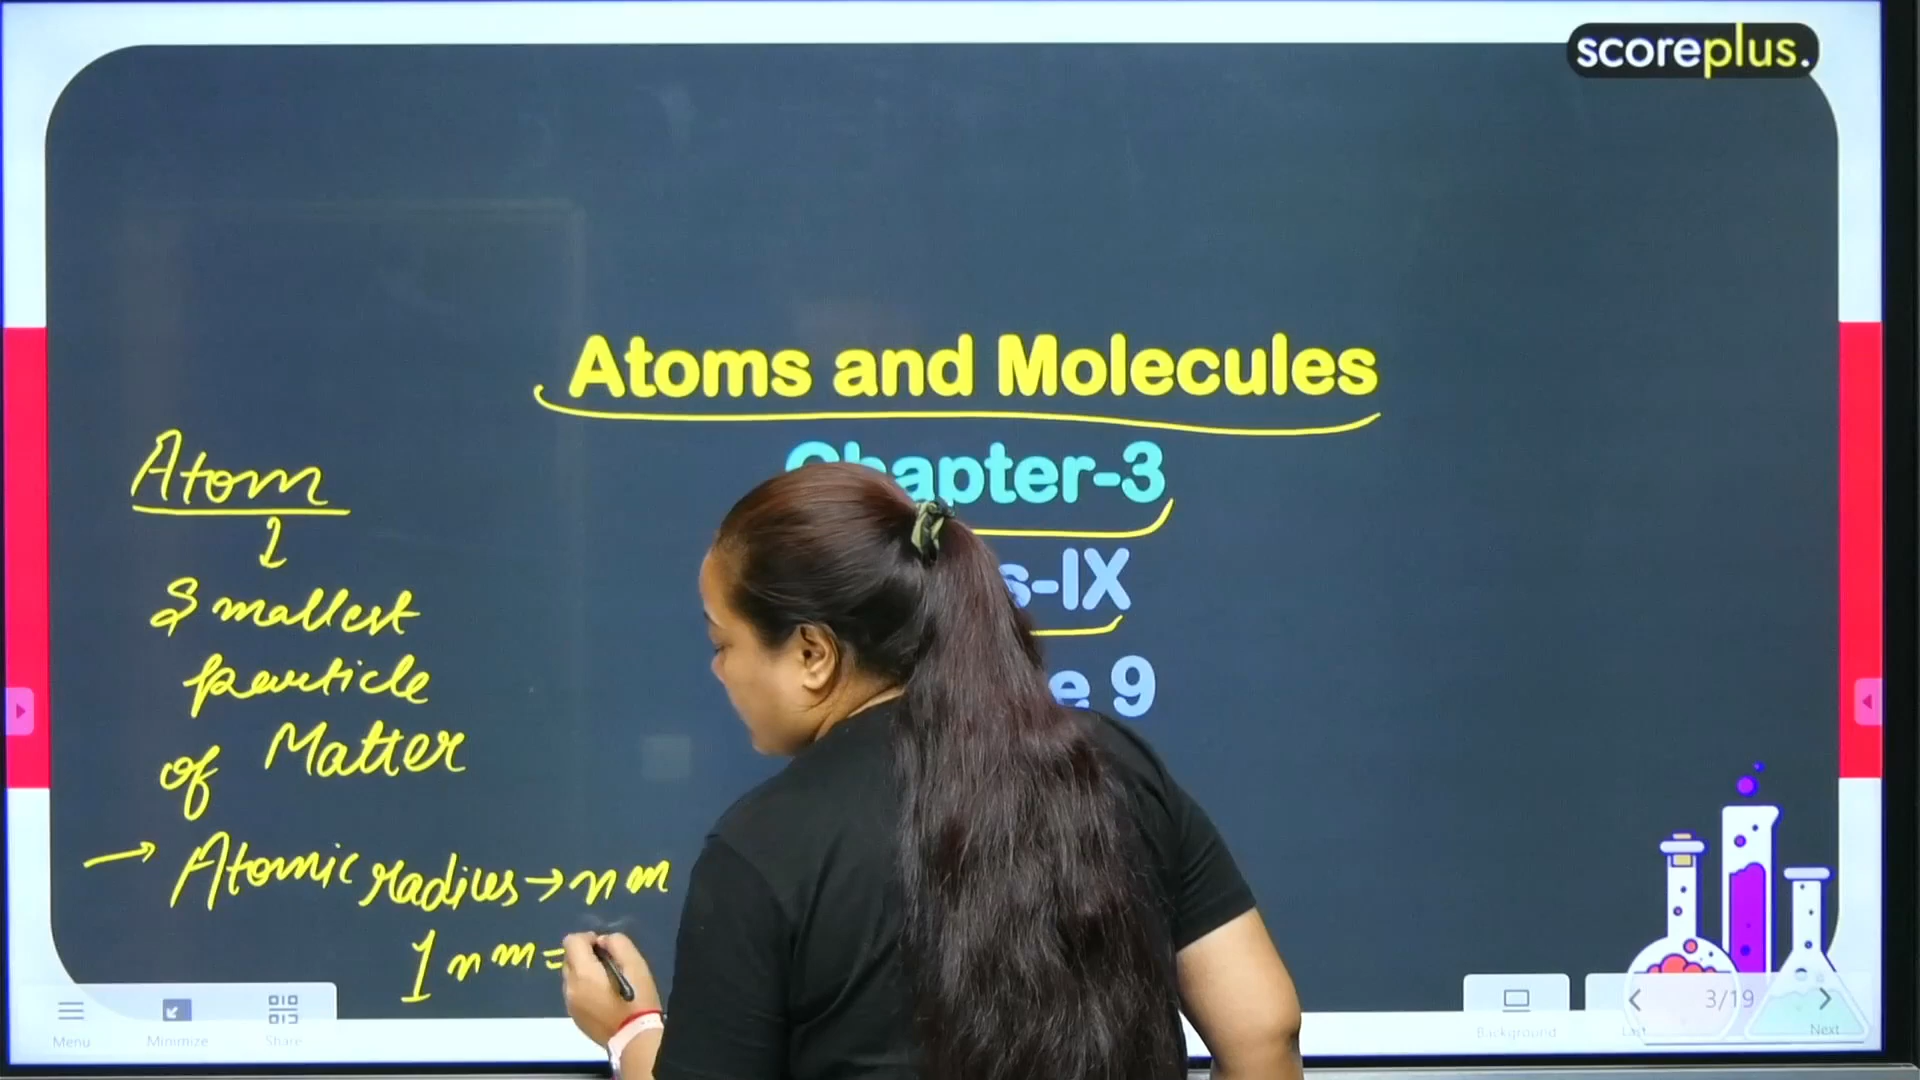 scoreplus.
Atoms and Molecules
Chapter-3
s-IX
e 9
Atom
Smallest
particle
of Matter
→ Atomic radius → nm
1 nm =
Menu
Minimize
Share
Background
3/19
Next